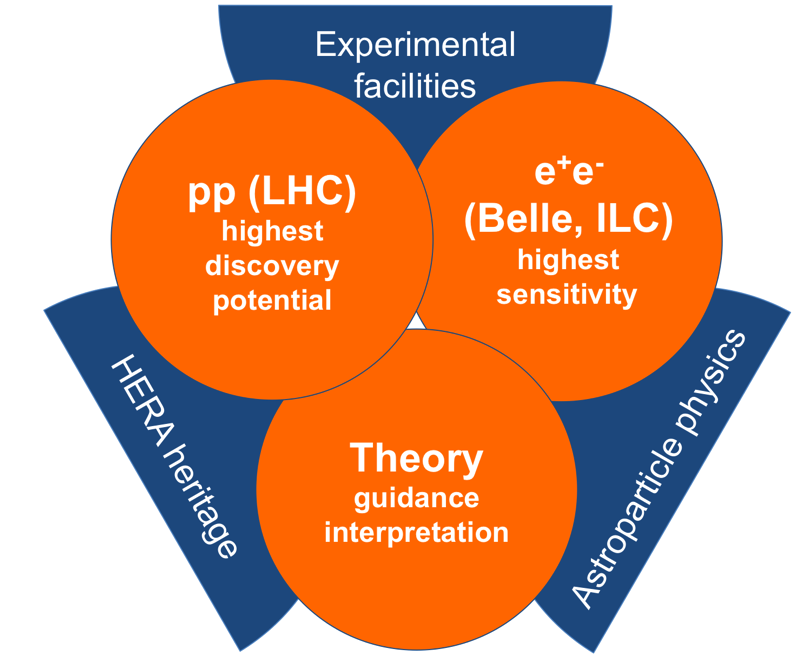 Experimental
facilities
pp (LHC)
highest
discovery
potential
e⁺e⁻
(Belle, ILC)
highest
sensitivity
HERA heritage
Astroparticle physics
Theory
guidance
interpretation